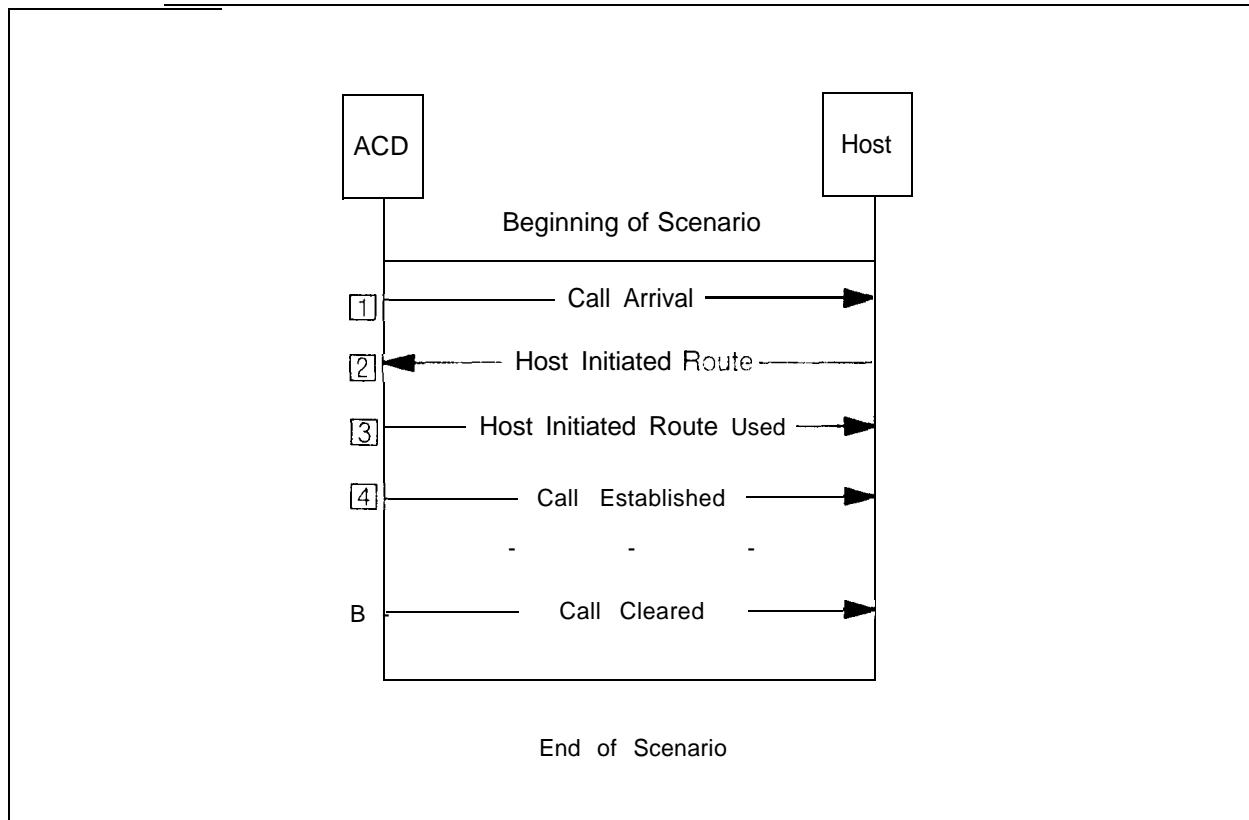 ACD
Host
Beginning of Scenario
1 Call Arrival
2 Host Initiated Route
3 Host Initiated Route Used
4 Call Established
- - -
B Call Cleared
End of Scenario